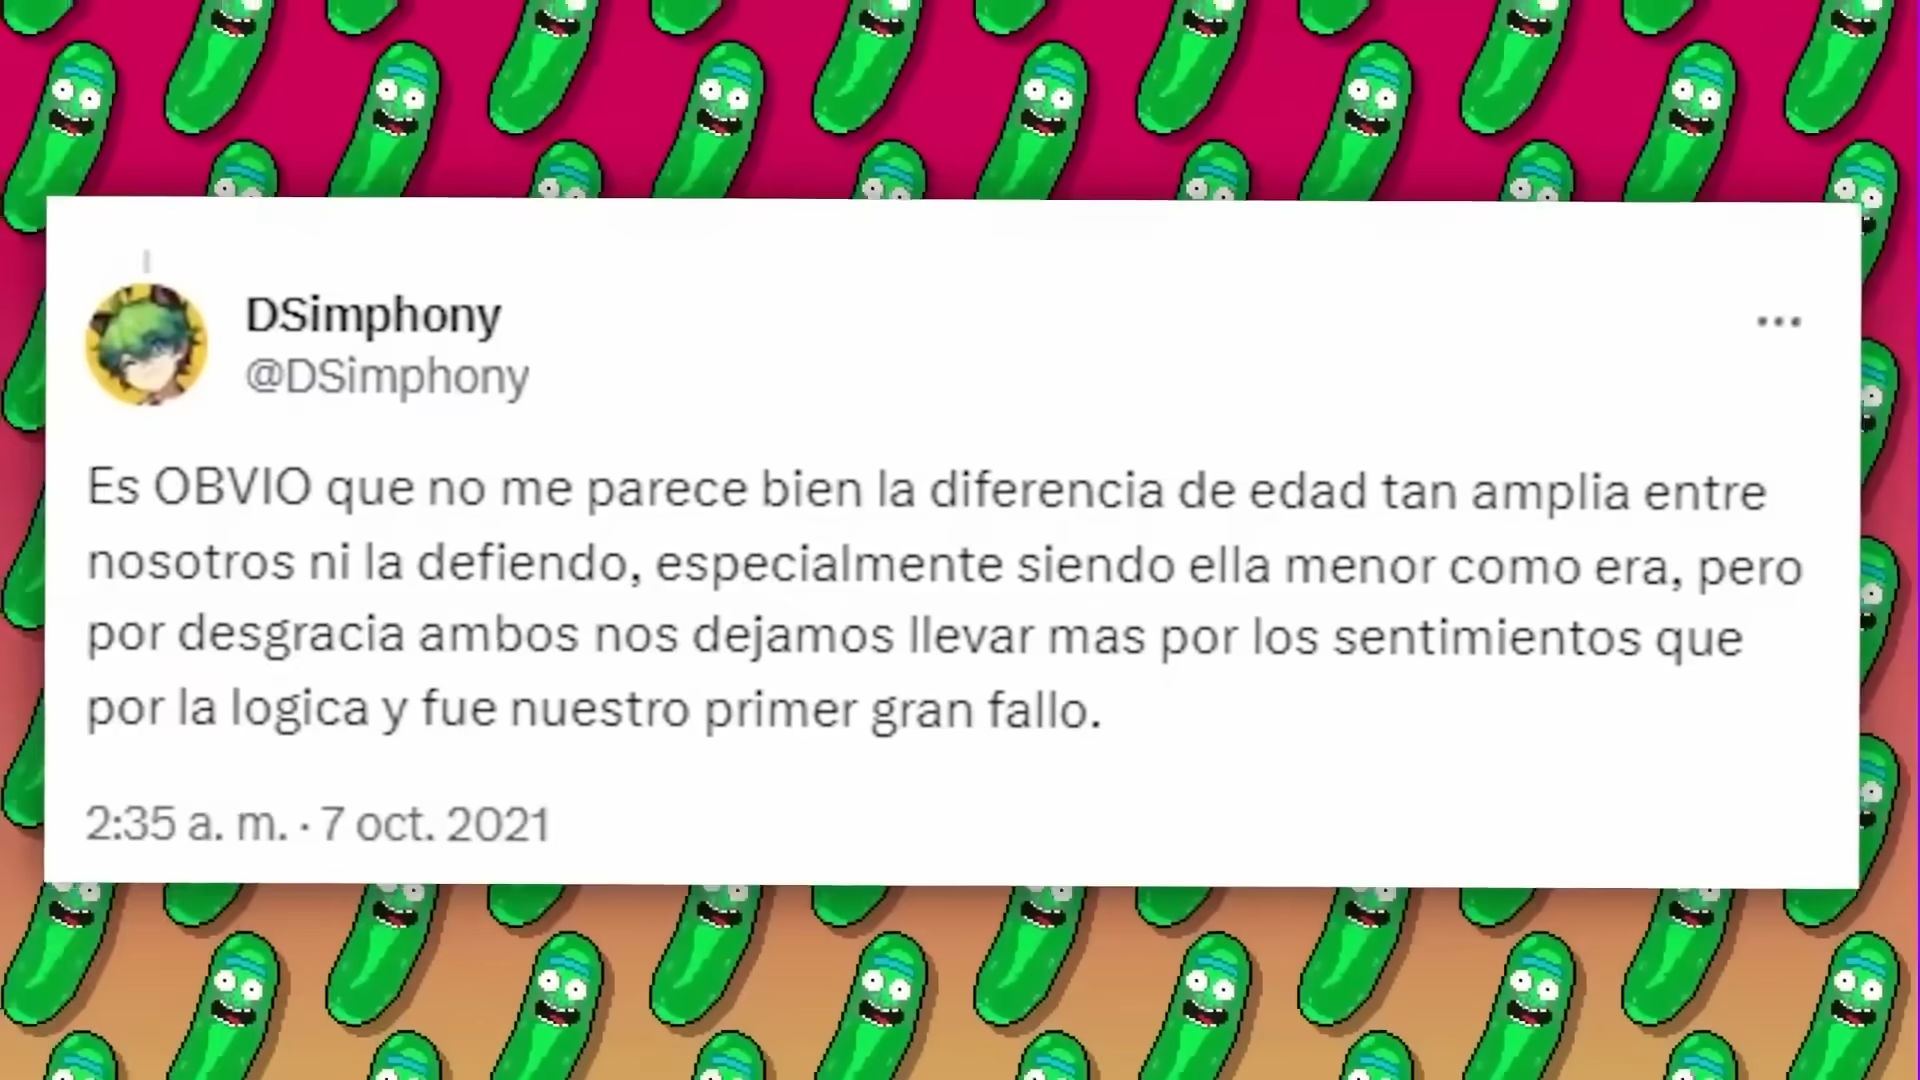 DSimphony
@DSimphony
Es OBVIO que no me parece bien la diferencia de edad tan amplia entre
nosotros ni la defiendo, especialmente siendo ella menor como era, pero
por desgracia ambos nos dejamos llevar mas por los sentimientos que
por la logica y fue nuestro primer gran fallo.
2:35 a. m. · 7 oct. 2021